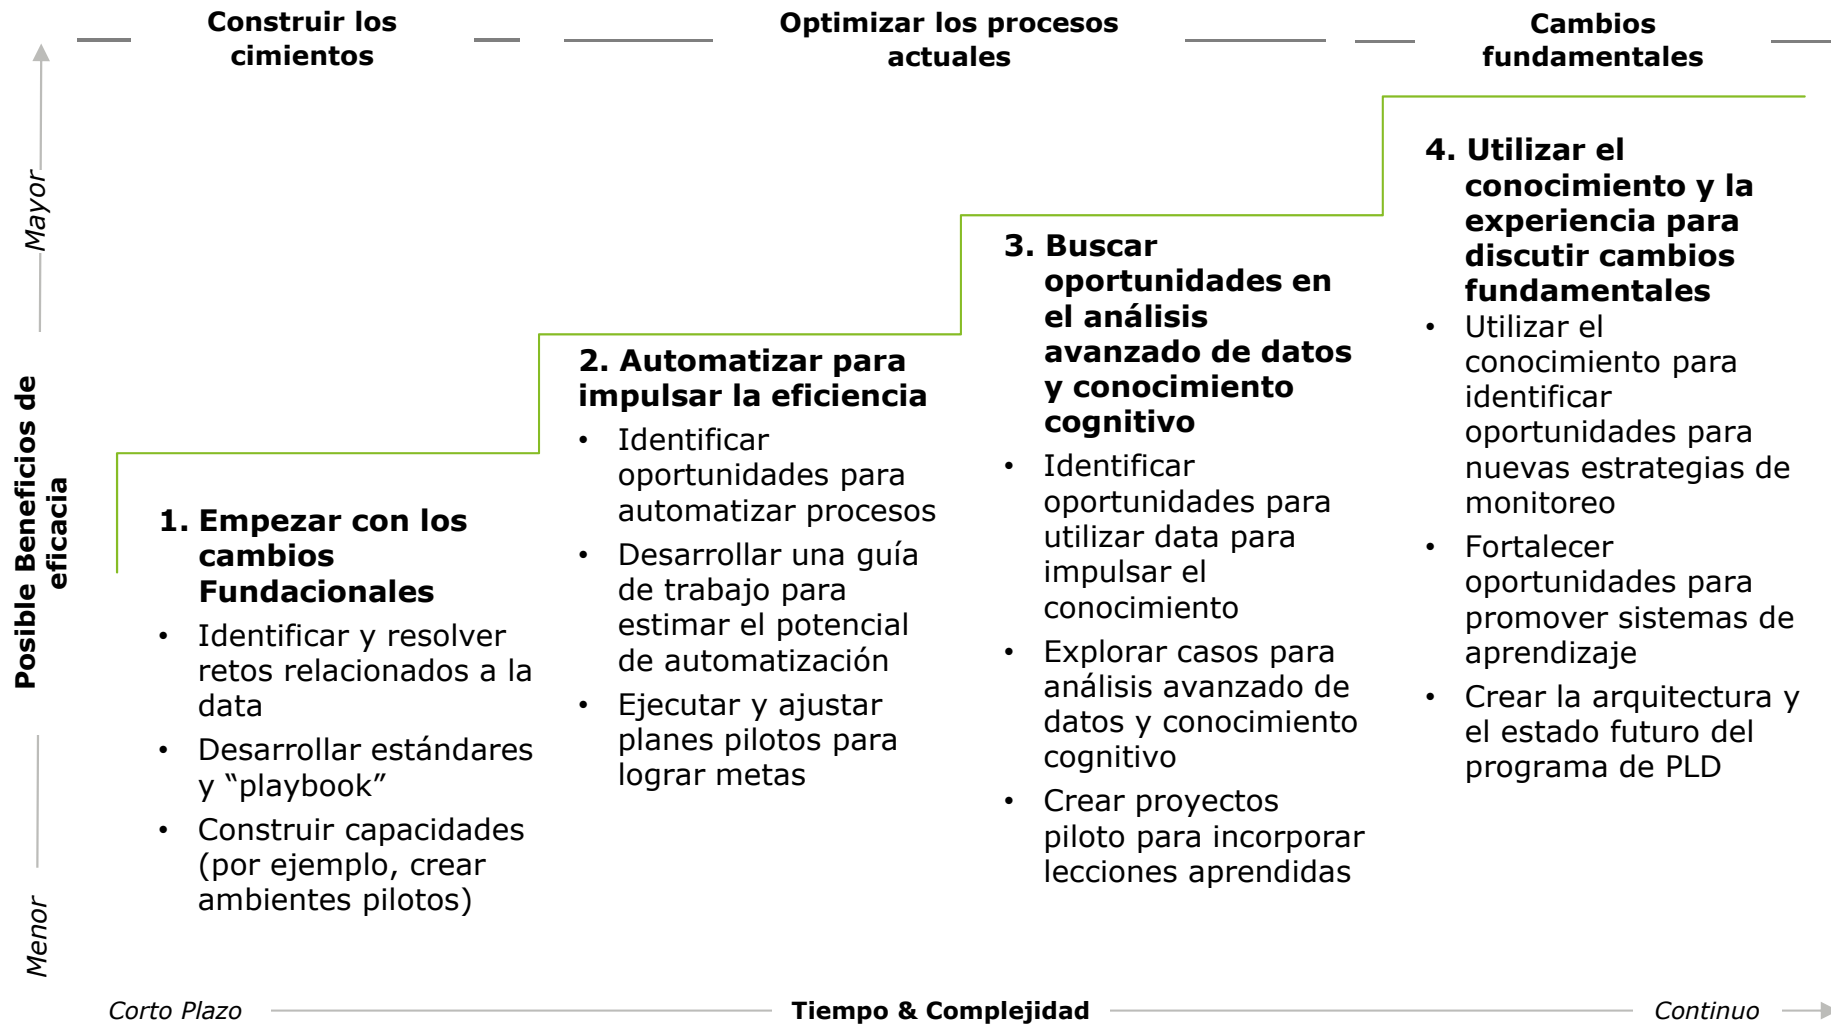 Construir los
cimientos
Optimizar los procesos
actuales
Cambios
fundamentales
Mayor
Posible Beneficios de
eficacia
Menor
1. Empezar con los
cambios
Fundacionales
• Identificar y resolver
retos relacionados a la
data
• Desarrollar estándares
y “playbook”
• Construir capacidades
(por ejemplo, crear
ambientes pilotos)
2. Automatizar para
impulsar la eficiencia
• Identificar
oportunidades para
automatizar procesos
• Desarrollar una guía
de trabajo para
estimar el potencial
de automatización
• Ejecutar y ajustar
planes pilotos para
lograr metas
3. Buscar
oportunidades en
el análisis
avanzado de datos
y conocimiento
cognitivo
• Identificar
oportunidades para
utilizar data para
impulsar el
conocimiento
• Explorar casos para
análisis avanzado de
datos y conocimiento
cognitivo
• Crear proyectos
piloto para incorporar
lecciones aprendidas
4. Utilizar el
conocimiento y la
experiencia para
discutir cambios
fundamentales
• Utilizar el
conocimiento para
identificar
oportunidades para
nuevas estrategias de
monitoreo
• Fortalecer
oportunidades para
promover sistemas de
aprendizaje
• Crear la arquitectura y
el estado futuro del
programa de PLD
Corto Plazo
Tiempo & Complejidad
Continuo